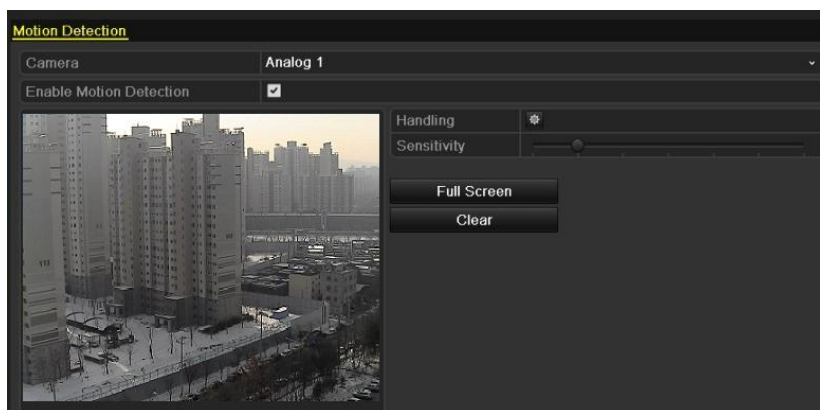 Motion Detection
Camera Analog 1
Enable Motion Detection
Handling
Sensitivity
Full Screen
Clear